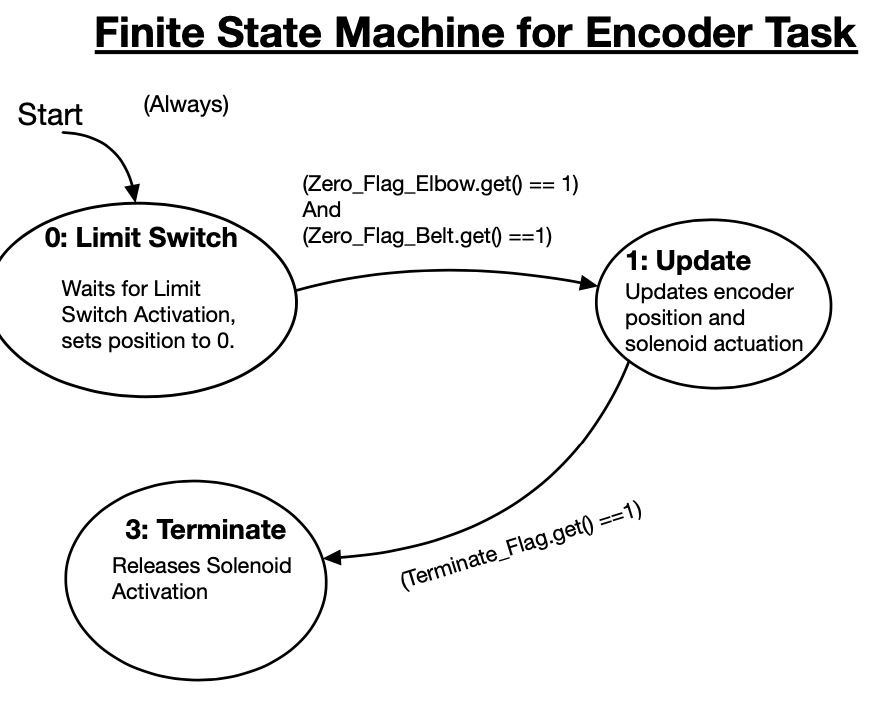 Finite State Machine for Encoder Task
Start
(Always)
(Zero_Flag_Elbow.get() == 1)
And
(Zero_Flag_Belt.get() ==1)
0: Limit Switch
Waits for Limit
Switch Activation,
sets position to 0.
1: Update
Updates encoder
position and
solenoid actuation
(Terminate_Flag.get() ==1)
3: Terminate
Releases Solenoid
Activation